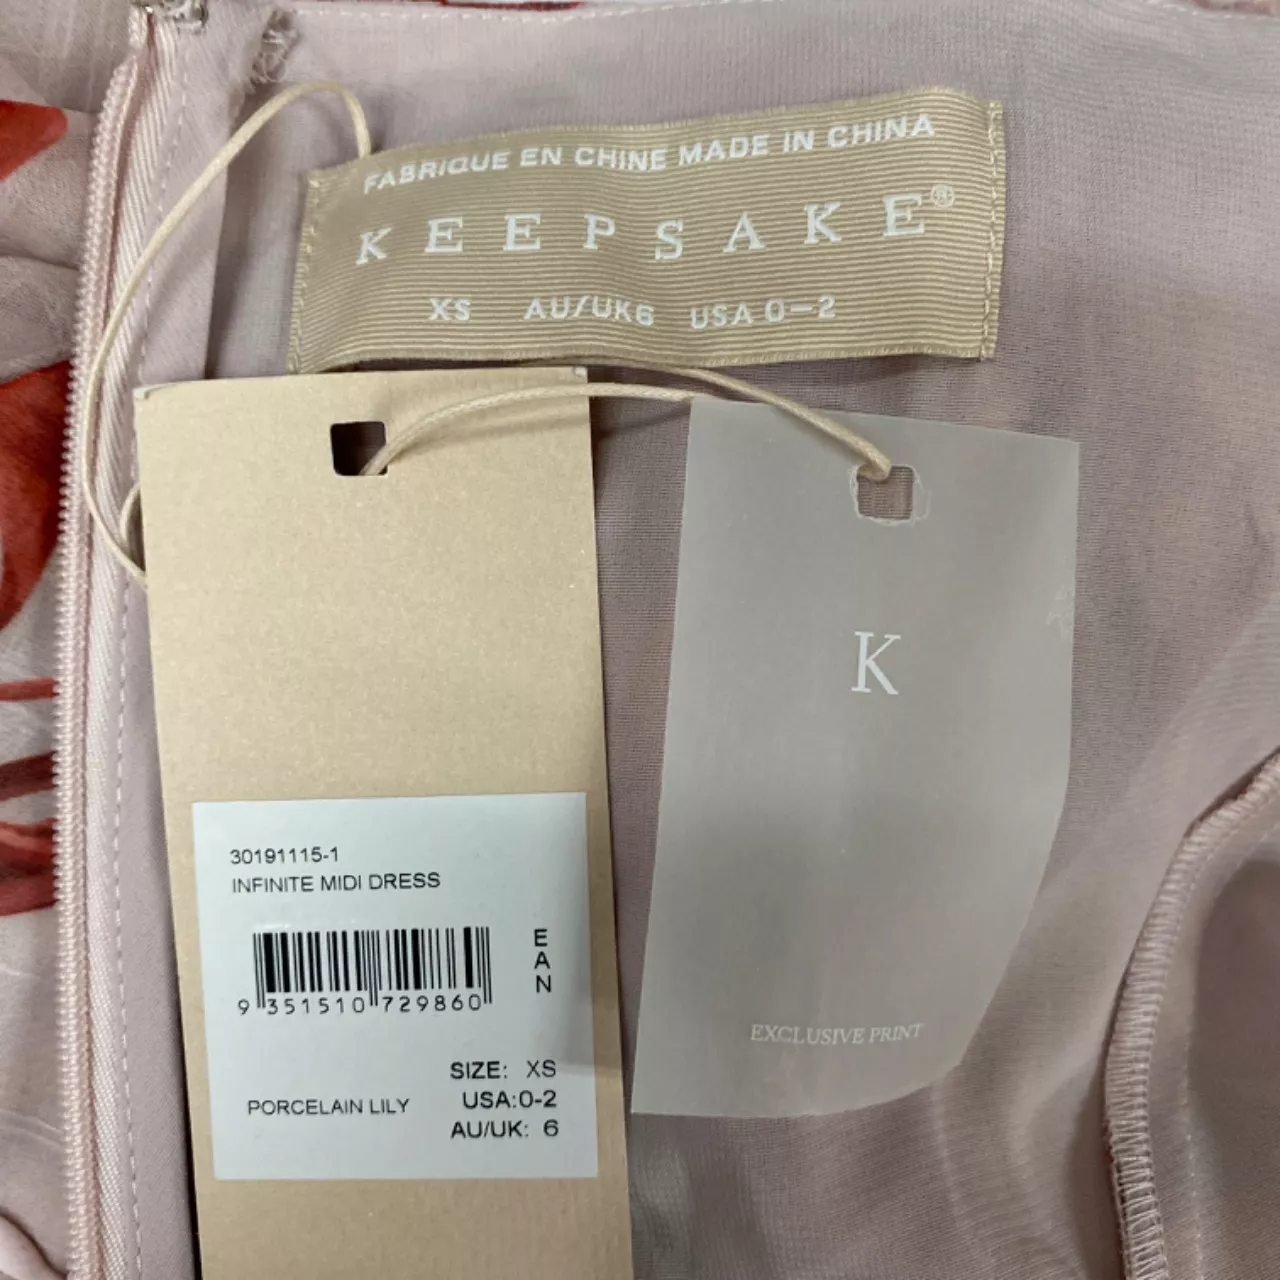 FABRIQUE EN CHINE MADE IN CHINA
KEEPSAKE®
XS AU/UK6 USA 0-2
K
EXCLUSIVE PRINT
30191115-1
INFINITE MIDI DRESS
EAN
9 351510 729860
SIZE: XS
PORCELAIN LILY USA:0-2
AU/UK: 6